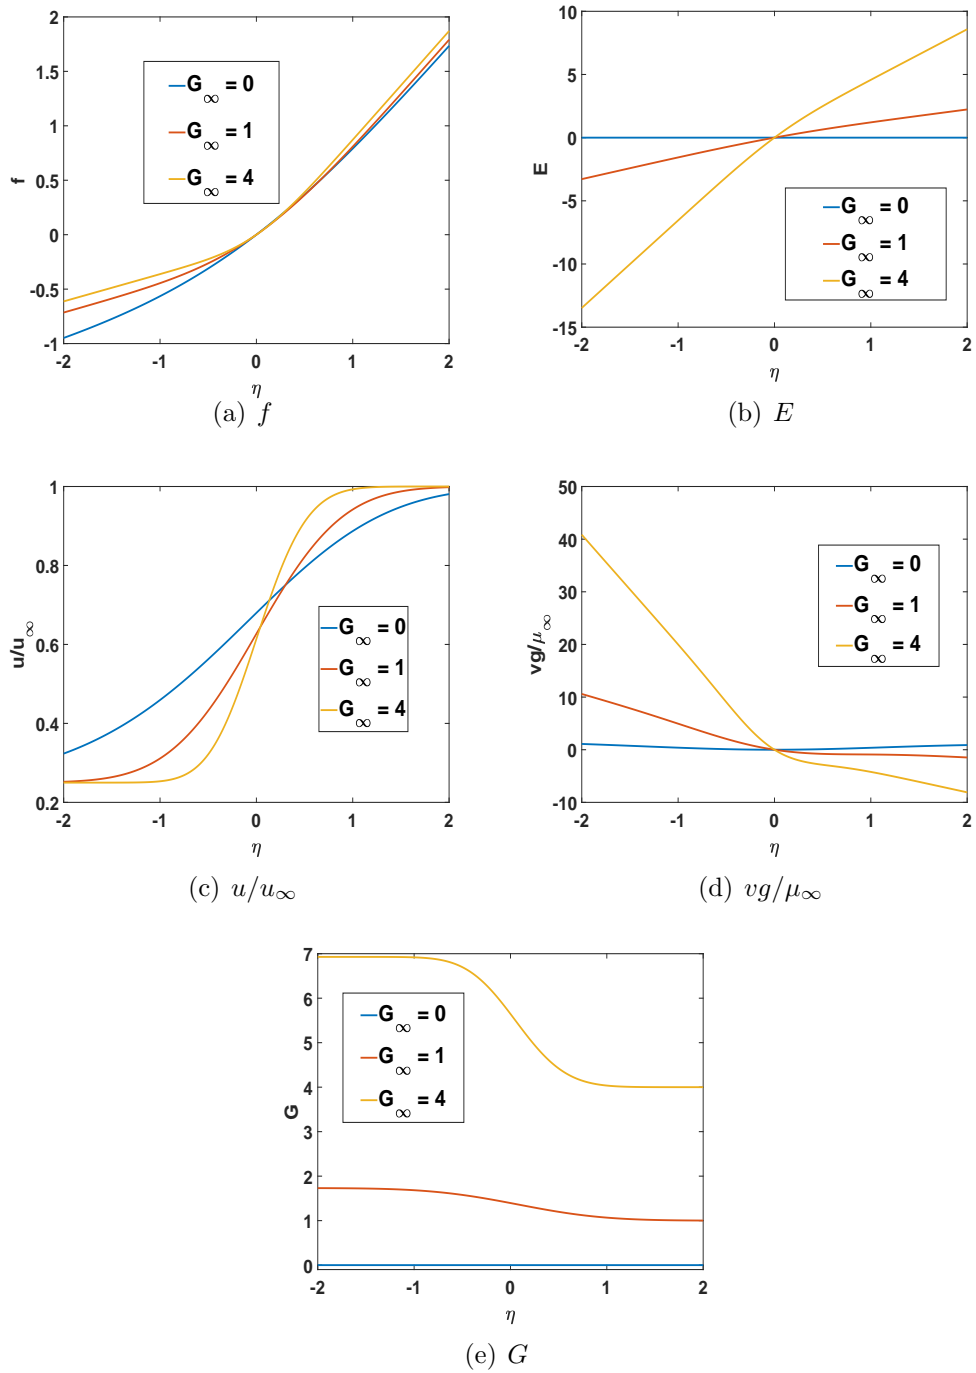 2
1.5
1
0.5
0
-0.5
-1
f
G∞ = 0
G∞ = 1
G∞ = 4
-2 -1 0 1 2
η
(a) f
10
5
0
-5
-10
-15
E
G∞ = 0
G∞ = 1
G∞ = 4
-2 -1 0 1 2
η
(b) E
1
0.8
0.6
0.4
0.2
u/u∞
G∞ = 0
G∞ = 1
G∞ = 4
-2 -1 0 1 2
η
(c) u/u∞
50
40
30
20
10
0
-10
vg/μ∞
G∞ = 0
G∞ = 1
G∞ = 4
-2 -1 0 1 2
η
(d) vg/μ∞
7
6
5
4
3
2
1
0
G
G∞ = 0
G∞ = 1
G∞ = 4
-2 -1 0 1 2
η
(e) G